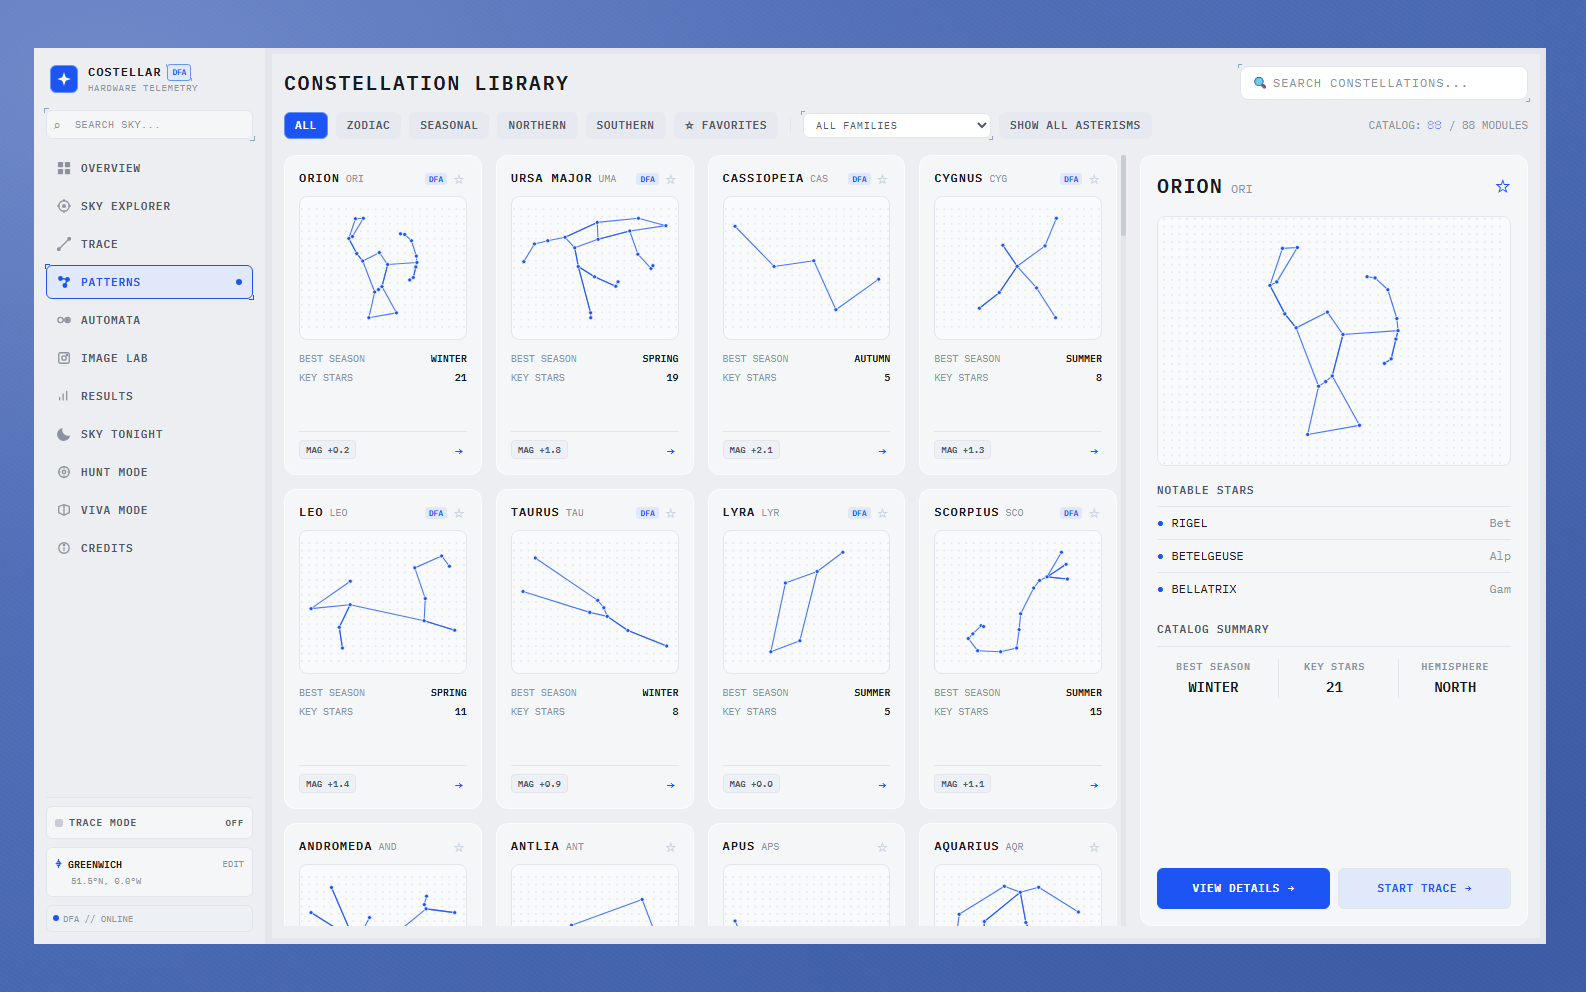 COSTELLAR DFA
HARDWARE TELEMETRY
SEARCH SKY...
OVERVIEW
SKY EXPLORER
TRACE
PATTERNS
AUTOMATA
IMAGE LAB
RESULTS
SKY TONIGHT
HUNT MODE
VIVA MODE
CREDITS
TRACE MODE OFF
GREENWICH EDIT
51.5°N, 0.0°W
DFA // ONLINE
CONSTELLATION LIBRARY
SEARCH CONSTELLATIONS...
ALL ZODIAC SEASONAL NORTHERN SOUTHERN ☆ FAVORITES ALL FAMILIES SHOW ALL ASTERISMS CATALOG: 88 / 88 MODULES
ORION ORI DFA ☆
BEST SEASON WINTER
KEY STARS 21
MAG +0.2 →
URSA MAJOR UMA DFA ☆
BEST SEASON SPRING
KEY STARS 19
MAG +1.8 →
CASSIOPEIA CAS DFA ☆
BEST SEASON AUTUMN
KEY STARS 5
MAG +2.1 →
CYGNUS CYG DFA ☆
BEST SEASON SUMMER
KEY STARS 8
MAG +1.3 →
LEO LEO DFA ☆
BEST SEASON SPRING
KEY STARS 11
MAG +1.4 →
TAURUS TAU DFA ☆
BEST SEASON WINTER
KEY STARS 8
MAG +0.9 →
LYRA LYR DFA ☆
BEST SEASON SUMMER
KEY STARS 5
MAG +0.0 →
SCORPIUS SCO DFA ☆
BEST SEASON SUMMER
KEY STARS 15
MAG +1.1 →
ANDROMEDA AND ☆
ANTLIA ANT ☆
APUS APS ☆
AQUARIUS AQR ☆
ORION ORI ☆
NOTABLE STARS
RIGEL Bet
BETELGEUSE Alp
BELLATRIX Gam
CATALOG SUMMARY
BEST SEASON KEY STARS HEMISPHERE
WINTER 21 NORTH
VIEW DETAILS → START TRACE →